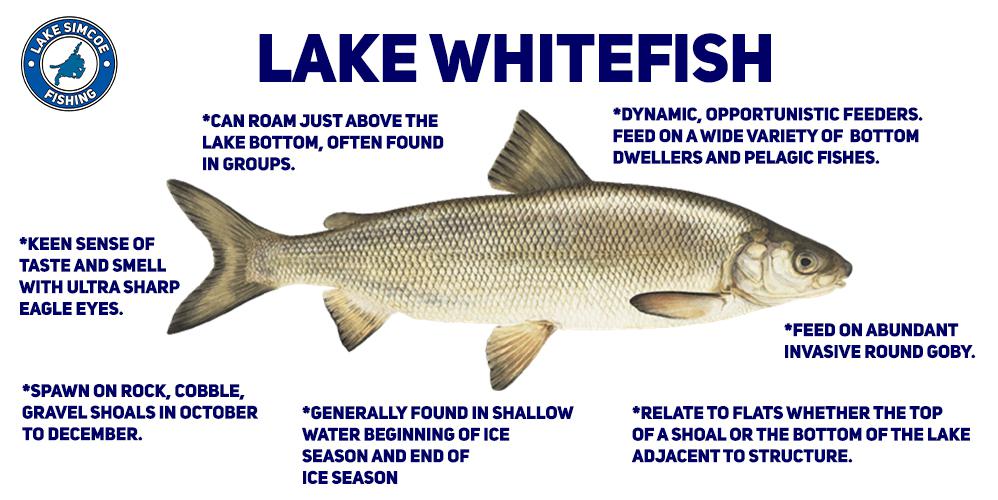 LAKE SIMCOE
FISHING
LAKE WHITEFISH
*CAN ROAM JUST ABOVE THE
LAKE BOTTOM, OFTEN FOUND
IN GROUPS.
*DYNAMIC, OPPORTUNISTIC FEEDERS.
FEED ON A WIDE VARIETY OF BOTTOM
DWELLERS AND PELAGIC FISHES.
*KEEN SENSE OF
TASTE AND SMELL
WITH ULTRA SHARP
EAGLE EYES.
*FEED ON ABUNDANT
INVASIVE ROUND GOBY.
*SPAWN ON ROCK, COBBLE,
GRAVEL SHOALS IN OCTOBER
TO DECEMBER.
*GENERALLY FOUND IN SHALLOW
WATER BEGINNING OF ICE
SEASON AND END OF
ICE SEASON
*RELATE TO FLATS WHETHER THE TOP
OF A SHOAL OR THE BOTTOM OF THE LAKE
ADJACENT TO STRUCTURE.